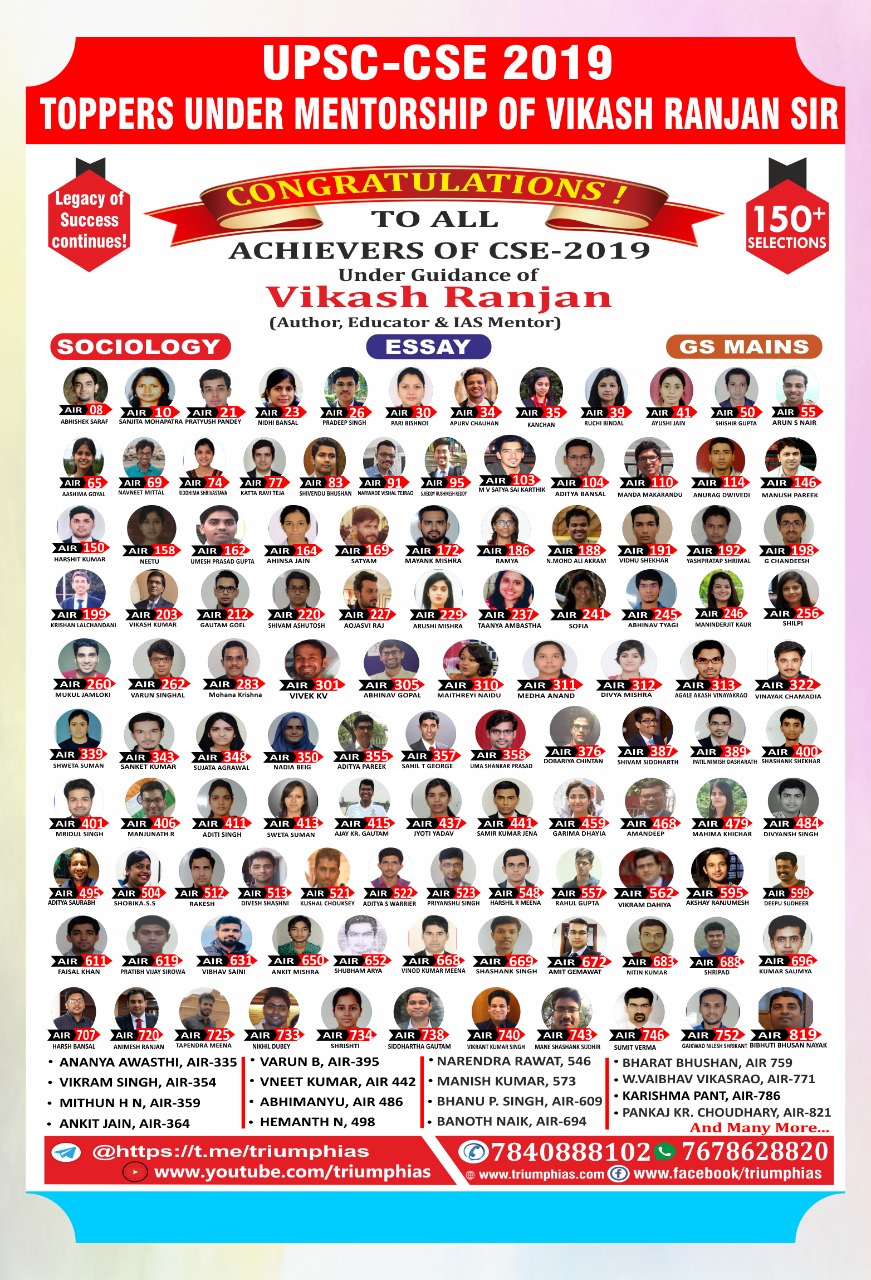 UPSC-CSE 2019
TOPPERS UNDER MENTORSHIP OF VIKASH RANJAN SIR
Legacy of
Success
continues!
CONGRATULATIONS !
TO ALL
ACHIEVERS OF CSE-2019
Under Guidance of
Vikash Ranjan
(Author, Educator & IAS Mentor)
150+
SELECTIONS
SOCIOLOGY ESSAY GS MAINS
AIR 08 AIR 10 AIR 21 AIR 23 AIR 26 AIR 30 AIR 34 AIR 35 AIR 39 AIR 41 AIR 50 AIR 55
ABHISHEK SARAF SANJITA MOHAPATRA PRATYUSH PANDEY NIDHI BANSAL PRADEEP SINGH PARI BISHNOI APURV CHAUHAN KANCHAN RUCHI BINDAL AYUSHI JAIN SHISHIR GUPTA ARUN S NAIR
AIR 65 AIR 69 AIR 74 AIR 77 AIR 83 AIR 91 AIR 95 AIR 103 AIR 104 AIR 110 AIR 114 AIR 146
AASHIMA GOYAL NAVNEET MITTAL RIDDHIMA SHRIVASTAVA KATTA RAVI TEJA SHIVENDU BHUSHAN NARWADE VISHAL TEJRAO M V SATYA SAI KARTHIK ADITYA BANSAL MANDA MAKARANDU ANURAG DWIVEDI MANUSH PAREEK
AIR 150 AIR 158 AIR 162 AIR 164 AIR 169 AIR 172 AIR 186 AIR 188 AIR 191 AIR 192 AIR 198
HARSHIT KUMAR NEETU UMESH PRASAD GUPTA AHINSA JAIN SATYAM MAYANK MISHRA RAMYA N.MOHD ALI AKRAM VIDHU SHEKHAR YASHPRATAP SHRIMAL G CHANDEESH
AIR 199 AIR 203 AIR 212 AIR 220 AIR 227 AIR 229 AIR 237 AIR 241 AIR 245 AIR 246 AIR 256
KRISHAN LALCHANDANI VIKASH KUMAR GAUTAM GOEL SHIVAM ASHUTOSH AOJASVI RAJ ARUSHI MISHRA TAANYA AMBASTHA SOFIA ABHINAV TYAGI MANINDERJIT KAUR SHILPI
AIR 260 AIR 262 AIR 283 AIR 301 AIR 305 AIR 310 AIR 311 AIR 312 AIR 313 AIR 322
MUKUL JAMLOKI VARUN SINGHAL Mohana Krishna VIVEK KV ABHINAV GOPAL MAITHREYI NAIDU MEDHA ANAND DIVYA MISHRA AGALE AKASH VINAYAKRAO VINAYAK CHAMADIA
AIR 339 AIR 343 AIR 348 AIR 350 AIR 355 AIR 357 AIR 358 AIR 376 AIR 387 AIR 389 AIR 400
SHWETA SUMAN SANKET KUMAR SUJATA AGRAWAL NADIA BEIG ADITYA PAREEK SAHIL T GEORGE UMA SHANKAR PRASAD DOBARIYA CHINTAN SHIVAM SIDDHARTH PATIL NIMISH DASHARATH SHASHANK SHEKHAR
AIR 401 AIR 406 AIR 411 AIR 413 AIR 415 AIR 437 AIR 441 AIR 459 AIR 468 AIR 479 AIR 484
MRIDUL SINGH MANJUNATH R ADITI SINGH SWETA SUMAN AJAY KR. GAUTAM JYOTI YADAV SAMIR KUMAR JENA GARIMA DHAYIA AMANDEEP MAHIMA KHICHAR DIVYANSH SINGH
AIR 495 AIR 504 AIR 512 AIR 513 AIR 521 AIR 522 AIR 523 AIR 548 AIR 557 AIR 562 AIR 595 AIR 599
ADITYA SAURABH SHOBIKA.S.S RAKESH DIVESH SHASHNI KUSHAL CHOUKSEY ADITYA S WARRIER PRIYANSHU SINGH HARSHIL R MEENA RAHUL GUPTA VIKRAM DAHIYA AKSHAY RANJUMESH DEEPU SUDHEER
AIR 611 AIR 619 AIR 631 AIR 650 AIR 652 AIR 668 AIR 669 AIR 672 AIR 683 AIR 688 AIR 696
FAISAL KHAN PRATIBH VIJAY SIROWA VIBHAV SAINI ANKIT MISHRA SHUBHAM ARYA VINOD KUMAR MEENA SHASHANK SINGH AMIT GEMAWAT NITIN KUMAR SHRIPAD KUMAR SAUMYA
AIR 707 AIR 720 AIR 725 AIR 733 AIR 734 AIR 738 AIR 740 AIR 743 AIR 746 AIR 752 AIR 819
HARSH BANSAL ANIMESH RANJAN TAPENDRA MEENA NIKHIL DUBEY SHRISHTI SIDDHARTHA GAUTAM VIKRANT KUMAR SINGH MANE SHASHANK SUDHIR SUMIT VERMA GAIKWAD NILESH SHRIKANT BIBHUTI BHUSAN NAYAK
• ANANYA AWASTHI, AIR-335
• VIKRAM SINGH, AIR-354
• MITHUN H N, AIR-359
• ANKIT JAIN, AIR-364
• VARUN B, AIR-395
• VNEET KUMAR, AIR 442
• ABHIMANYU, AIR 486
• HEMANTH N, 498
• NARENDRA RAWAT, 546
• MANISH KUMAR, 573
• BHANU P. SINGH, AIR-609
• BANOTH NAIK, AIR-694
• BHARAT BHUSHAN, AIR 759
• W.VAIBHAV VIKASRAO, AIR-771
• KARISHMA PANT, AIR-786
• PANKAJ KR. CHOUDHARY, AIR-821
And Many More...
@https://t.me/triumphias
www.youtube.com/triumphias
7840888102 7678628820
www.triumphias.com www.facebook/triumphias